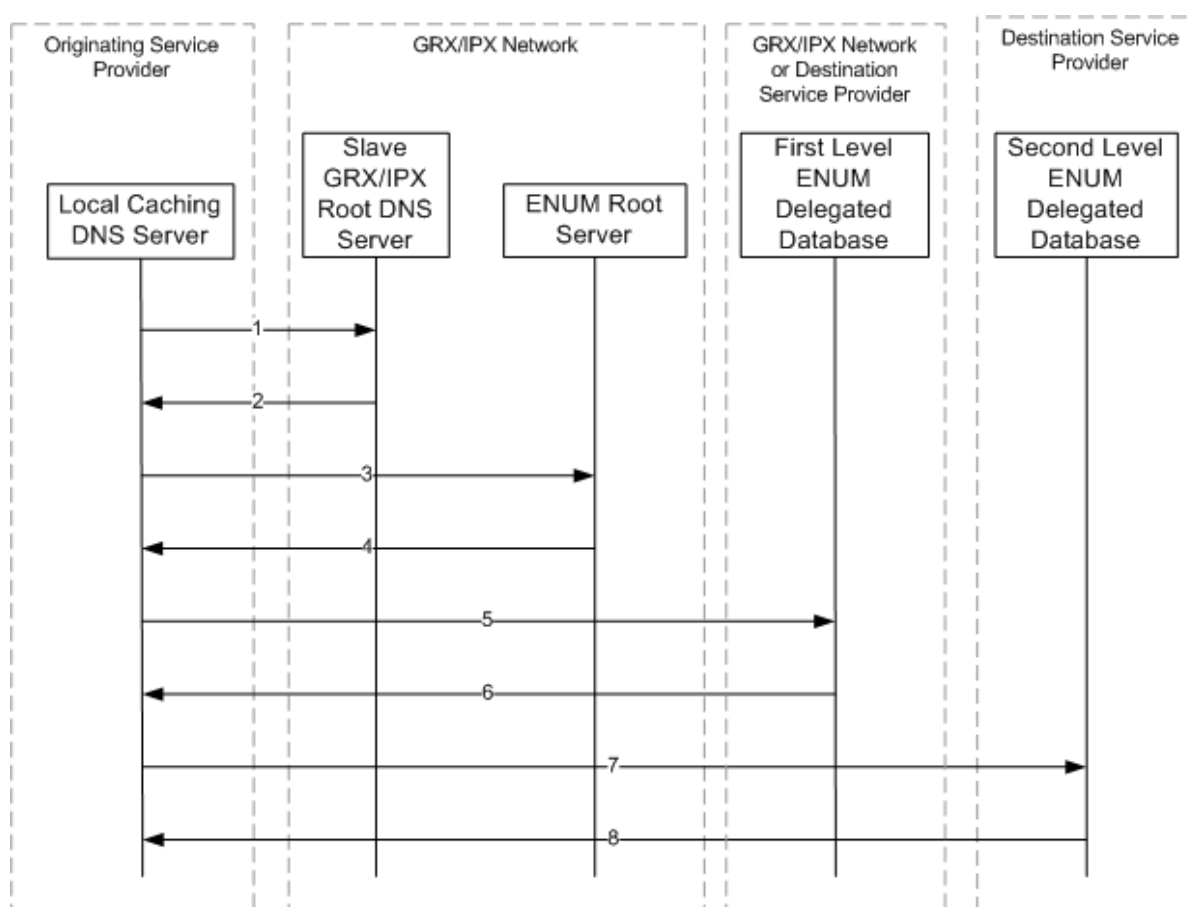 Originating Service
Provider
GRX/IPX Network
GRX/IPX Network
or Destination
Service Provider
Destination Service
Provider
Local Caching
DNS Server
Slave
GRX/IPX
Root DNS
Server
ENUM Root
Server
First Level
ENUM
Delegated
Database
Second Level
ENUM
Delegated
Database
1
2
3
4
5
6
7
8